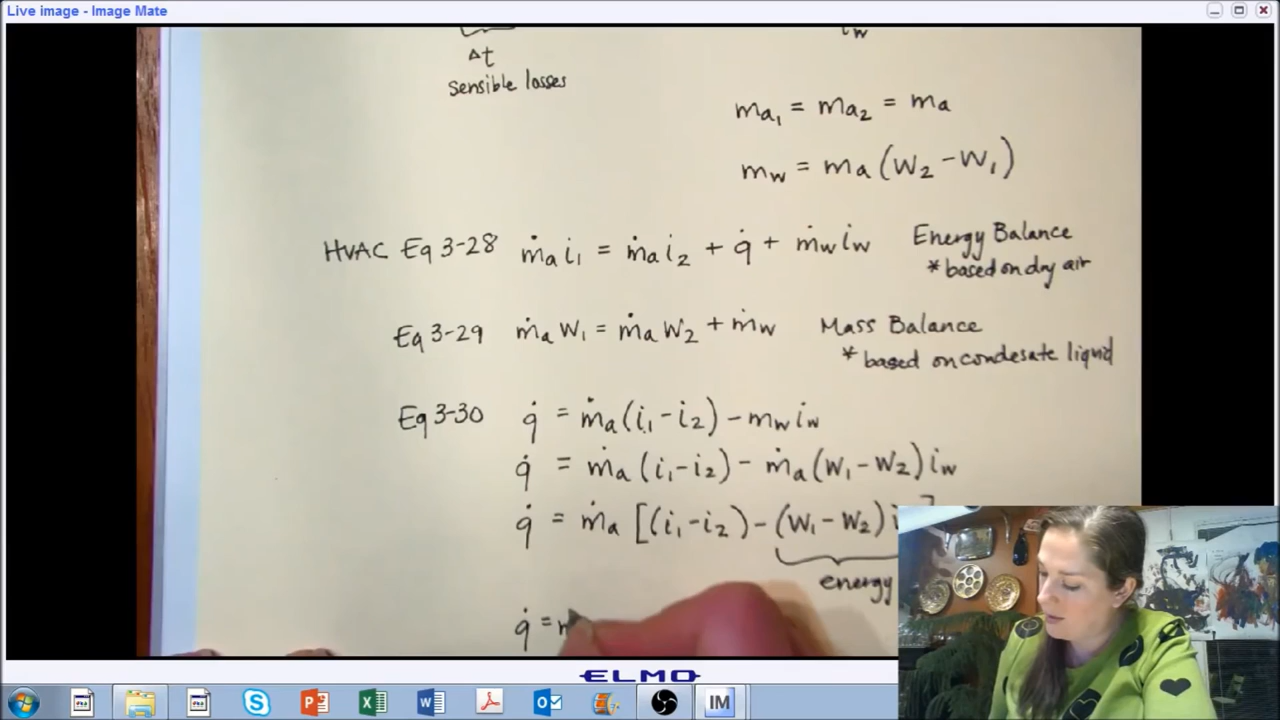 Live image - Image Mate
Δt
iw
sensible losses
ma₁ = ma₂ = ma
mw = ma (W₂ - W₁)
HVAC Eq 3-28 ṁa i₁ = ṁa i₂ + q̇ + ṁw iw Energy Balance
* based on dry air
Eq 3-29 ṁa W₁ = ṁa W₂ + ṁw Mass Balance
* based on condesate liquid
Eq 3-30 q̇ = ṁa (i₁ - i₂) - mw iw
q̇ = ṁa (i₁ - i₂) - ṁa (W₁ - W₂) iw
q̇ = ṁa [(i₁ - i₂) - (W₁ - W₂) i
energy
q̇ =
ELMO
IM